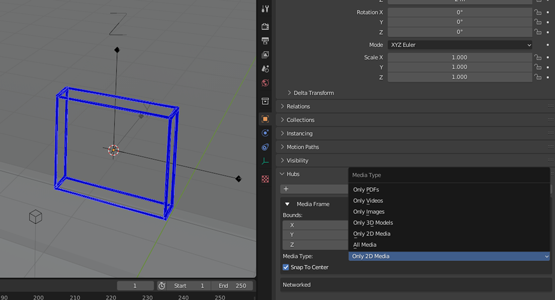 Z
Z 0 m
Rotation X 0°
Y 0°
Z 0°
Mode XYZ Euler
Scale X 1.000
Y 1.000
Z 1.000
Delta Transform
Relations
Collections
Instancing
Motion Paths
Visibility
Hubs
+
Media Type
Only PDFs
Only Videos
Only Images
Only 3D Models
Only 2D Media
All Media
Media Frame
Bounds:
X
Y
Z
Media Type: Only 2D Media
Snap To Center
Networked
1 Start 1 End 250
90 200 210 220 230 240 250